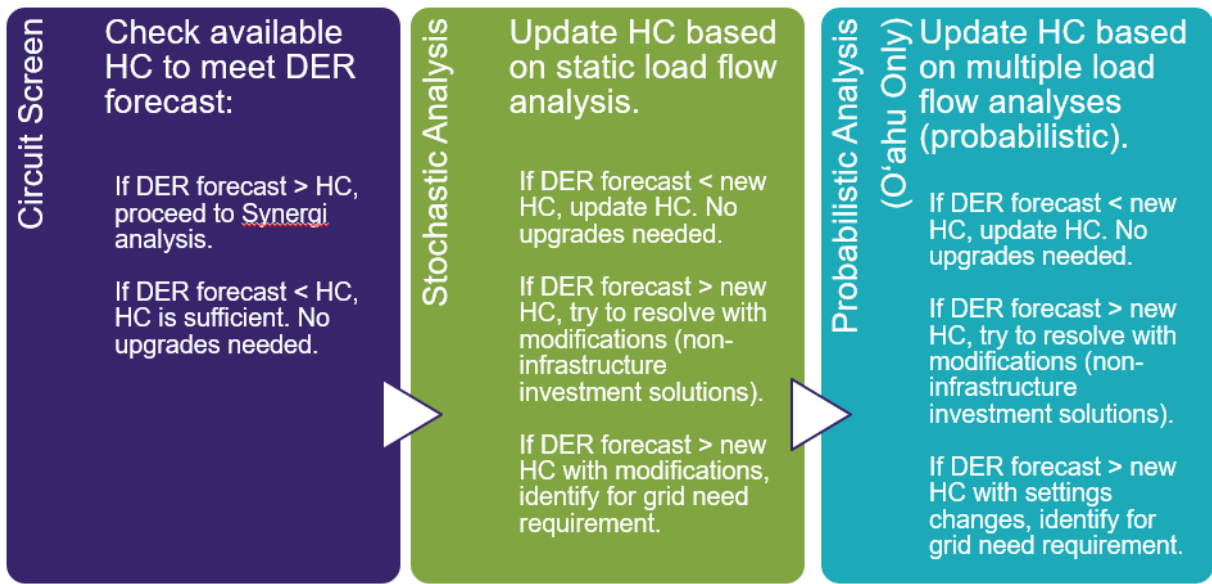 Circuit Screen
Check available
HC to meet DER
forecast:
If DER forecast > HC,
proceed to Synergi
analysis.
If DER forecast < HC,
HC is sufficient. No
upgrades needed.
Stochastic Analysis
Update HC based
on static load flow
analysis.
If DER forecast < new
HC, update HC. No
upgrades needed.
If DER forecast > new
HC, try to resolve with
modifications (non-
infrastructure
investment solutions).
If DER forecast > new
HC with modifications,
identify for grid need
requirement.
Probabilistic Analysis
(O‘ahu Only)
Update HC based
on multiple load
flow analyses
(probabilistic).
If DER forecast < new
HC, update HC. No
upgrades needed.
If DER forecast > new
HC, try to resolve with
modifications (non-
infrastructure
investment solutions).
If DER forecast > new
HC with settings
changes, identify for
grid need requirement.